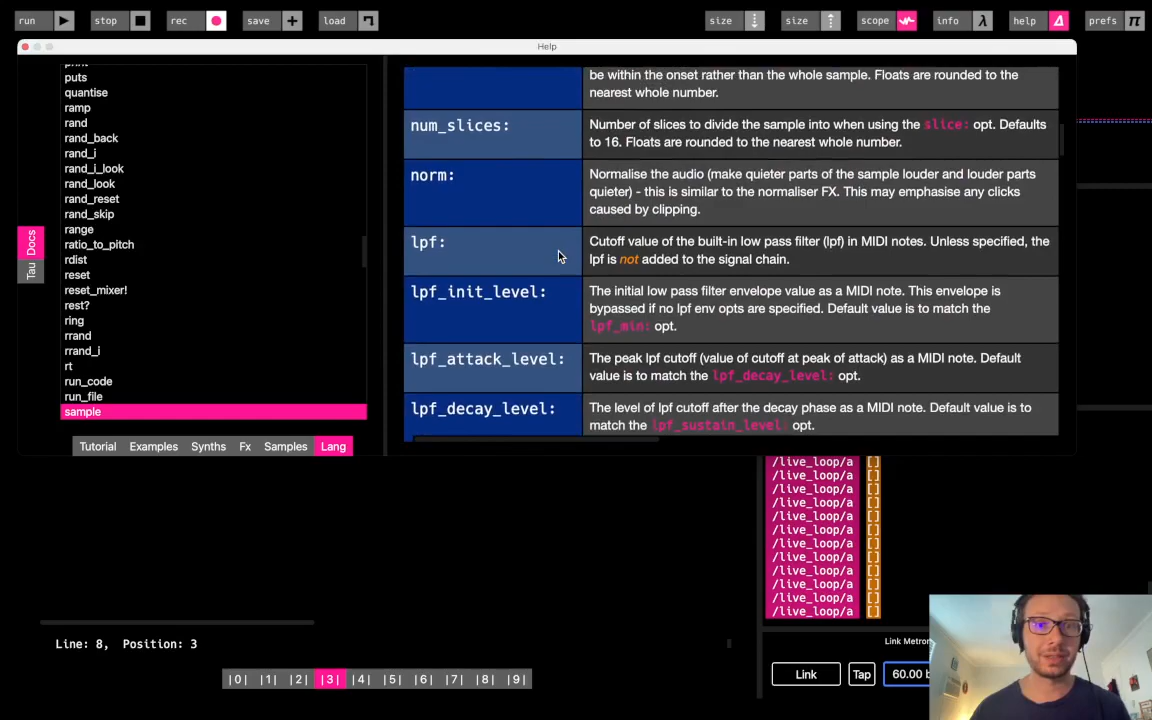 run
stop
rec
save
load
size
size
scope
info
help
prefs
Help
Docs
Tau
print
puts
quantise
ramp
rand
rand_back
rand_i
rand_i_look
rand_look
rand_reset
rand_skip
range
ratio_to_pitch
rdist
reset
reset_mixer!
rest?
ring
rrand
rrand_i
rt
run_code
run_file
sample
Tutorial Examples Synths Fx Samples Lang
be within the onset rather than the whole sample. Floats are rounded to the
nearest whole number.
num_slices:
Number of slices to divide the sample into when using the slice: opt. Defaults
to 16. Floats are rounded to the nearest whole number.
norm:
Normalise the audio (make quieter parts of the sample louder and louder parts
quieter) - this is similar to the normaliser FX. This may emphasise any clicks
caused by clipping.
lpf:
Cutoff value of the built-in low pass filter (lpf) in MIDI notes. Unless specified, the
lpf is not added to the signal chain.
lpf_init_level:
The initial low pass filter envelope value as a MIDI note. This envelope is
bypassed if no lpf env opts are specified. Default value is to match the
lpf_min: opt.
lpf_attack_level:
The peak lpf cutoff (value of cutoff at peak of attack) as a MIDI note. Default
value is to match the lpf_decay_level: opt.
lpf_decay_level:
The level of lpf cutoff after the decay phase as a MIDI note. Default value is to
match the lpf_sustain_level: opt.
/live_loop/a []
/live_loop/a []
/live_loop/a []
/live_loop/a []
/live_loop/a []
/live_loop/a []
/live_loop/a []
/live_loop/a []
/live_loop/a []
/live_loop/a []
/live_loop/a []
/live_loop/a []
Line: 8, Position: 3
|0| |1| |2| |3| |4| |5| |6| |7| |8| |9|
Link Metron
Link
Tap
60.00 b